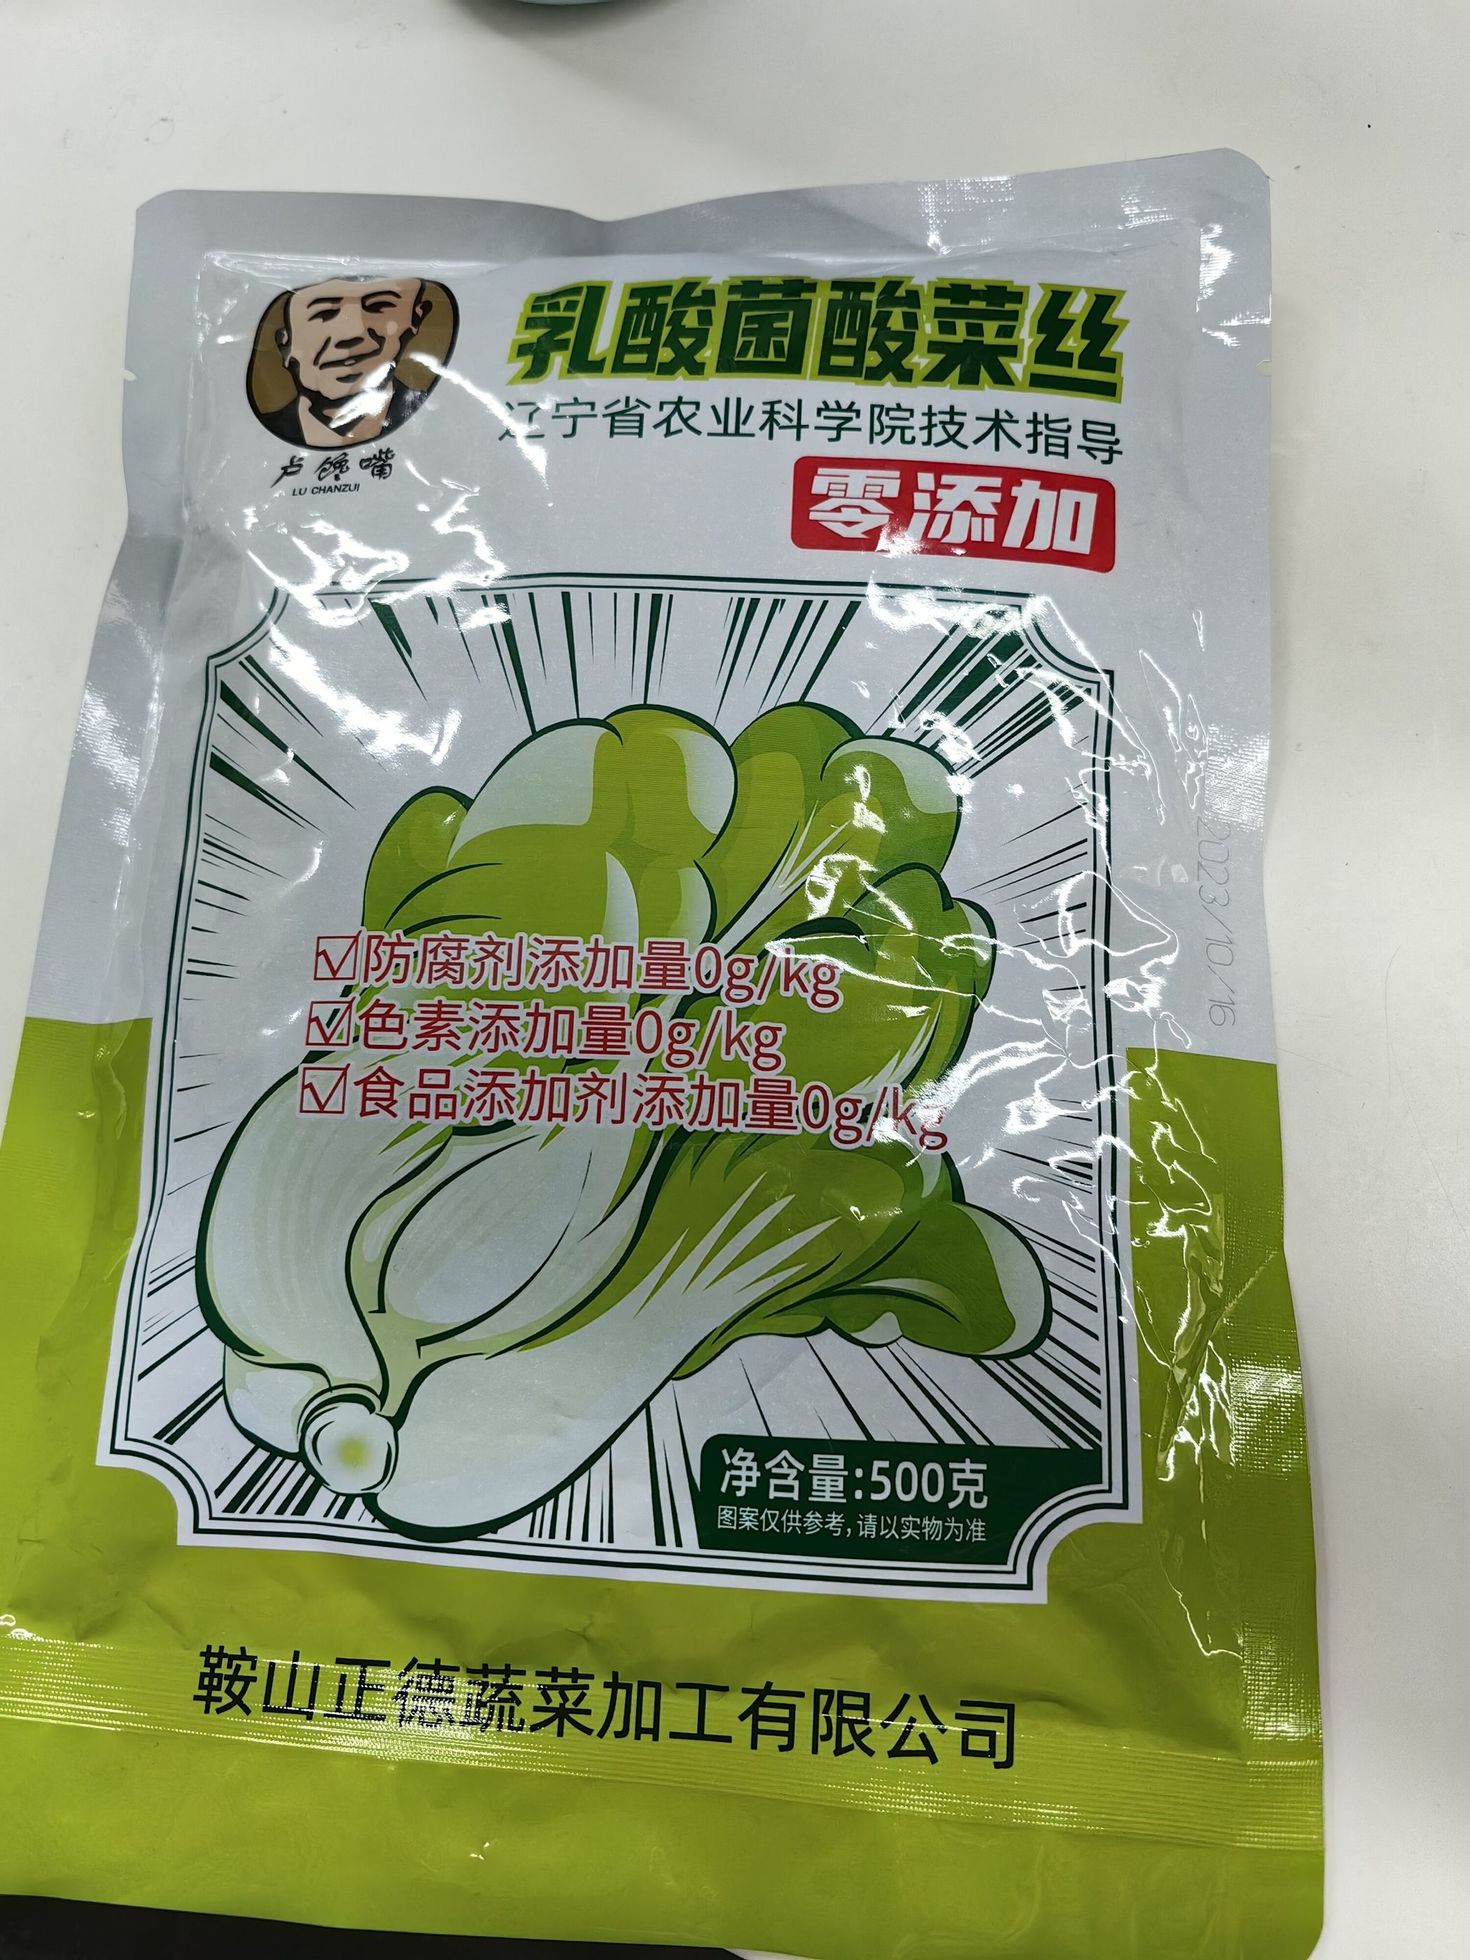 乳酸菌酸菜丝
辽宁省农业科学院技术指导
零添加
卢馋嘴
LU CHANZUI
2023/10/16
☑防腐剂添加量0g/kg
☑色素添加量0g/kg
☑食品添加剂添加量0g/kg
净含量:500克
图案仅供参考,请以实物为准
鞍山正德蔬菜加工有限公司